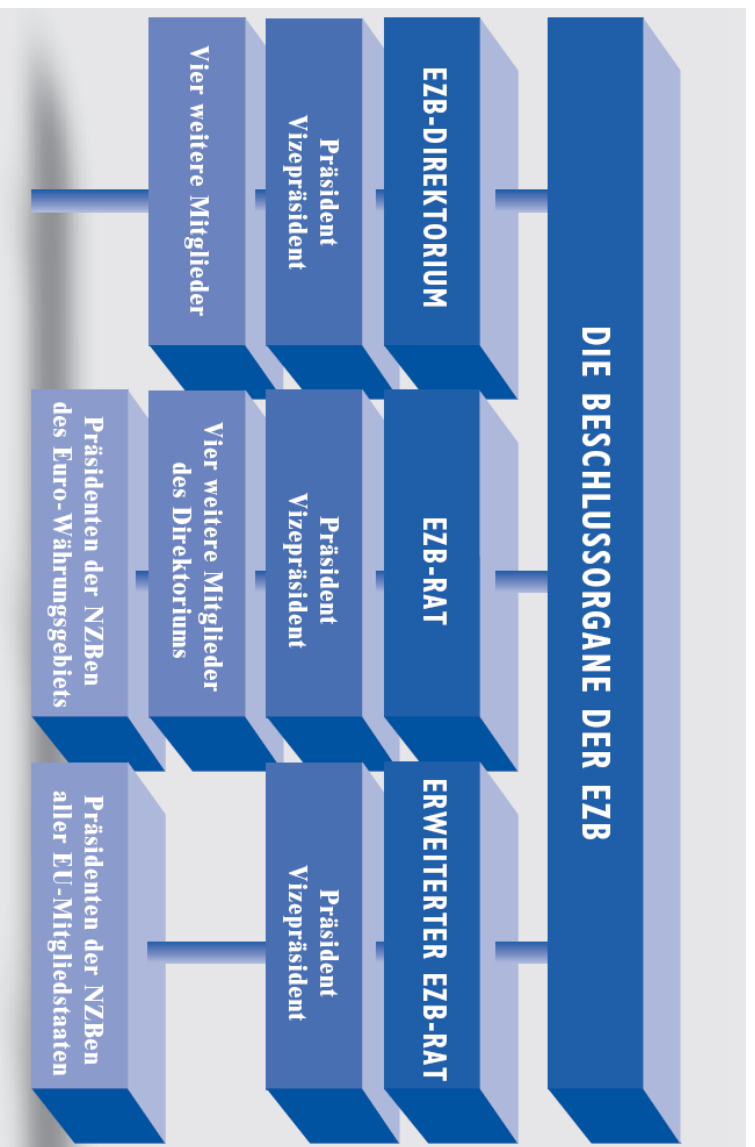 DIE BESCHLUSSORGANE DER EZB
EZB-DIREKTORIUM
Präsident
Vizepräsident
Vier weitere Mitglieder
EZB-RAT
Präsident
Vizepräsident
Vier weitere Mitglieder
des Direktoriums
Präsidenten der NZBen
des Euro-Währungsgebiets
ERWEITERTER EZB-RAT
Präsident
Vizepräsident
Präsidenten der NZBen
aller EU-Mitgliedstaaten